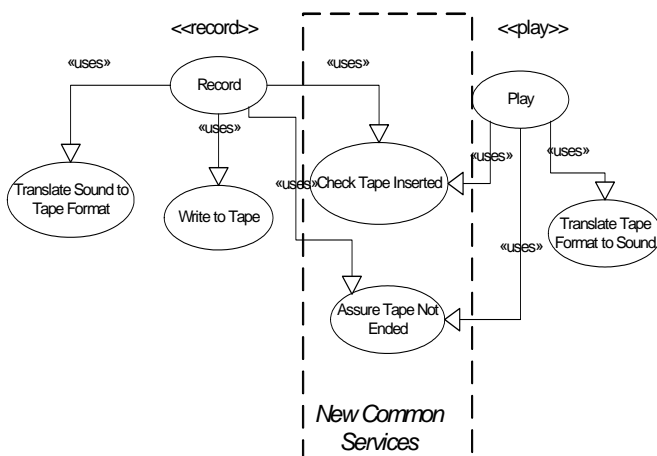 <<record>>
<<play>>
«uses»
«uses»
«uses»
Record
Play
«uses»
«uses»
«uses»
Translate Sound to
Tape Format
Write to Tape
Check Tape Inserted
Translate Tape
Format to Sound
«uses»
«uses»
Assure Tape Not
Ended
New Common
Services